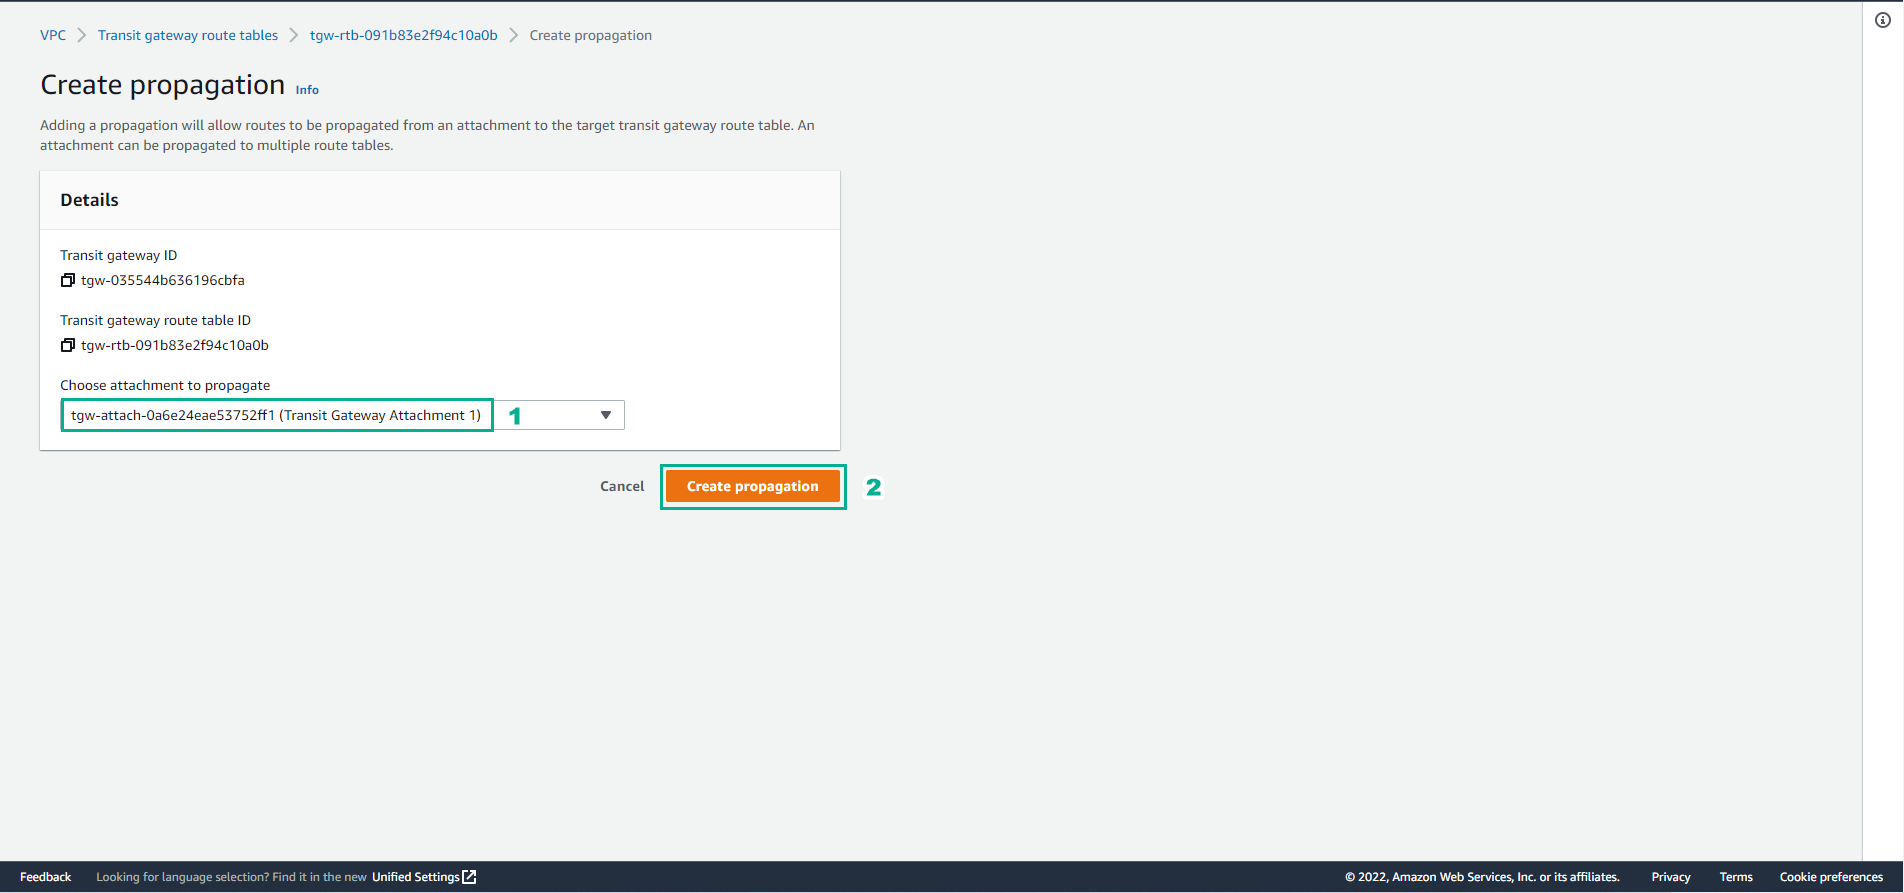 VPC > Transit gateway route tables > tgw-rtb-091b83e2f94c10a0b > Create propagation
Create propagation Info
Adding a propagation will allow routes to be propagated from an attachment to the target transit gateway route table. An
attachment can be propagated to multiple route tables.
Details
Transit gateway ID
tgw-035544b636196cbfa
Transit gateway route table ID
tgw-rtb-091b83e2f94c10a0b
Choose attachment to propagate
tgw-attach-0a6e24eae53752ff1 (Transit Gateway Attachment 1) 1
Cancel Create propagation 2
Feedback Looking for language selection? Find it in the new Unified Settings © 2022, Amazon Web Services, Inc. or its affiliates. Privacy Terms Cookie preferences